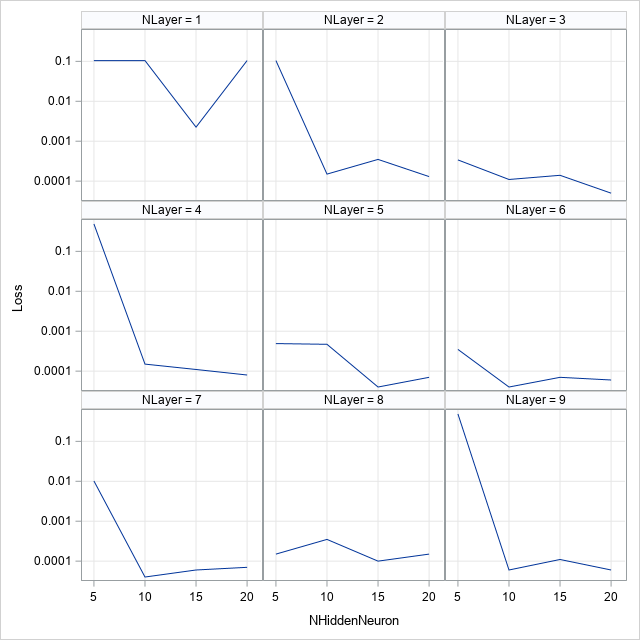 NLayer = 1 NLayer = 2 NLayer = 3
0.1
0.01
0.001
0.0001
NLayer = 4 NLayer = 5 NLayer = 6
0.1
0.01
0.001
0.0001
Loss
NLayer = 7 NLayer = 8 NLayer = 9
0.1
0.01
0.001
0.0001
5 10 15 20 5 10 15 20 5 10 15 20
NHiddenNeuron